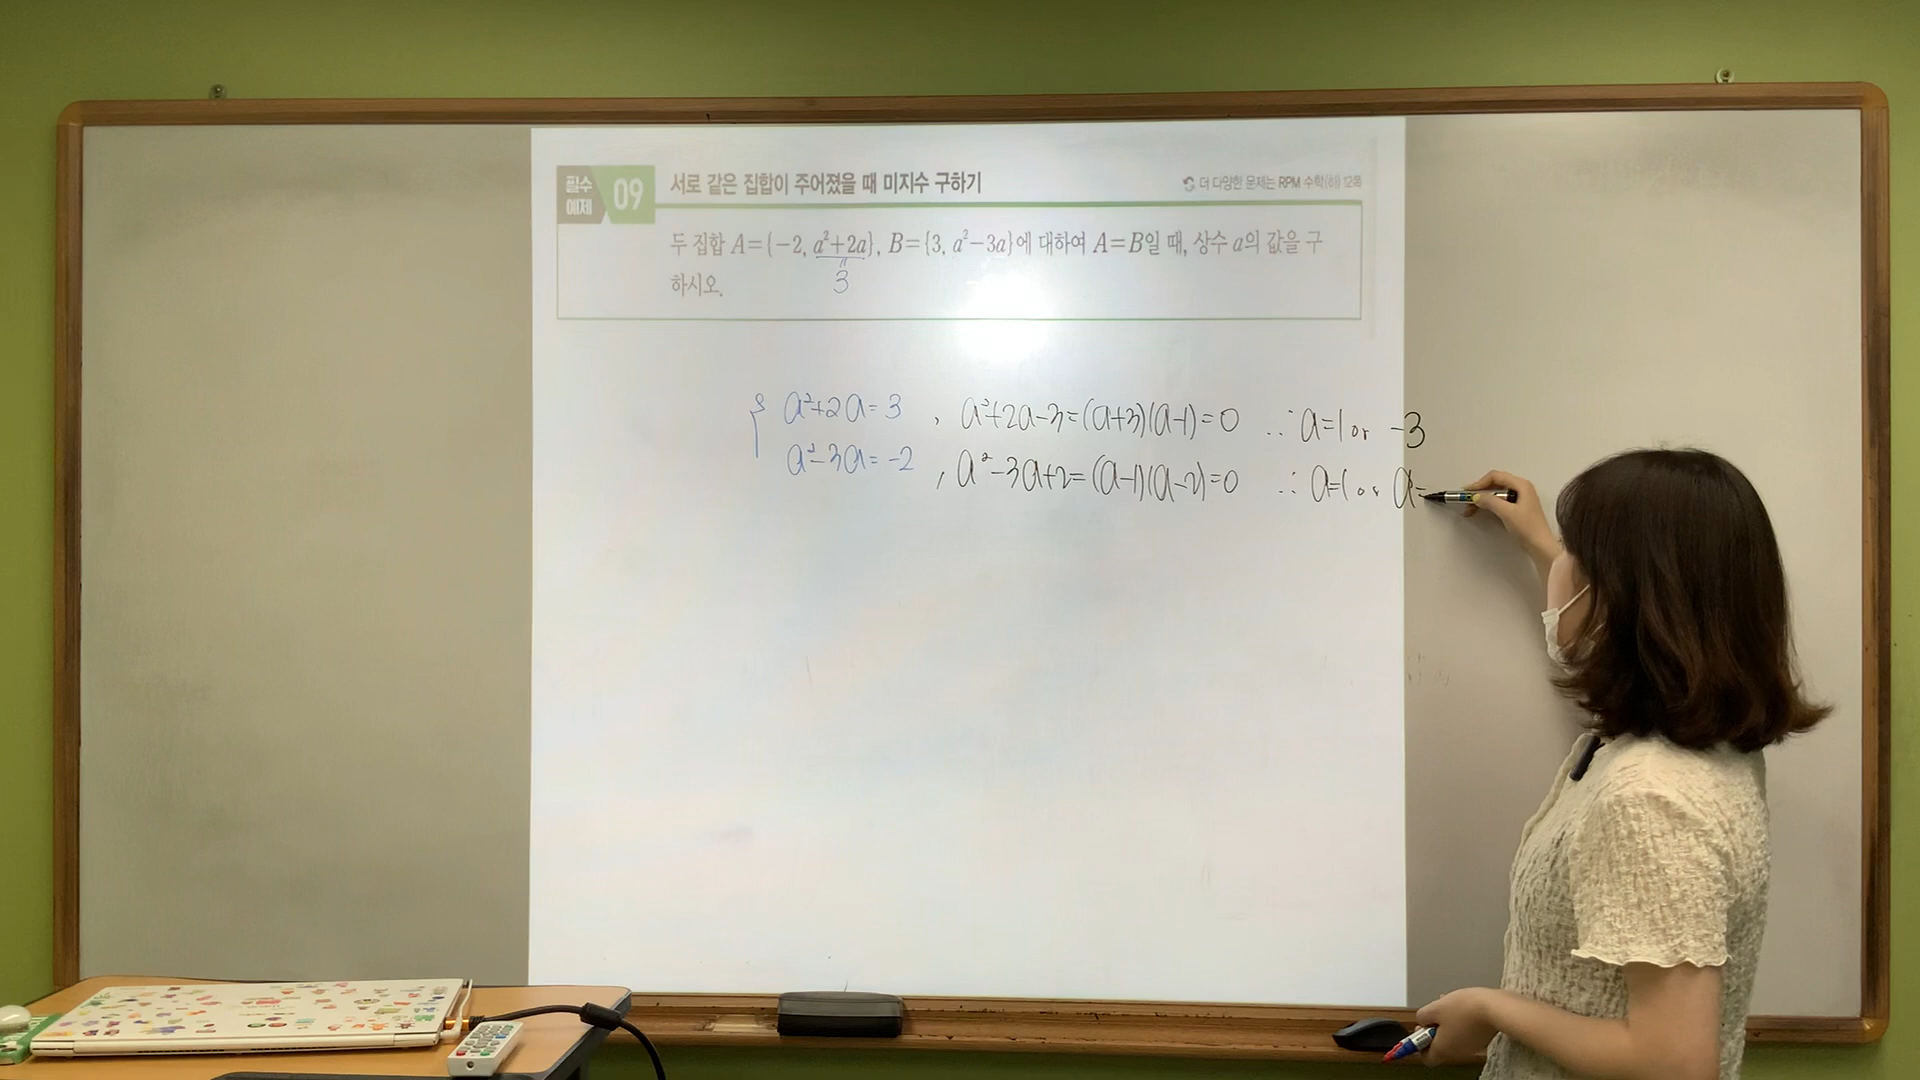 필수 예제 09 서로 같은 집합이 주어졌을 때 미지수 구하기 더 다양한 문제는 RPM 수학(하) 12쪽
두 집합 A={-2, a²+2a}, B={3, a²-3a}에 대하여 A=B일 때, 상수 a의 값을 구
하시오.
3
a²+2a=3 , a²+2a-3=(a+3)(a-1)=0 ∴ a=1 or -3
a²-3a=-2 , a²-3a+2=(a-1)(a-2)=0 ∴ a=1 or a=